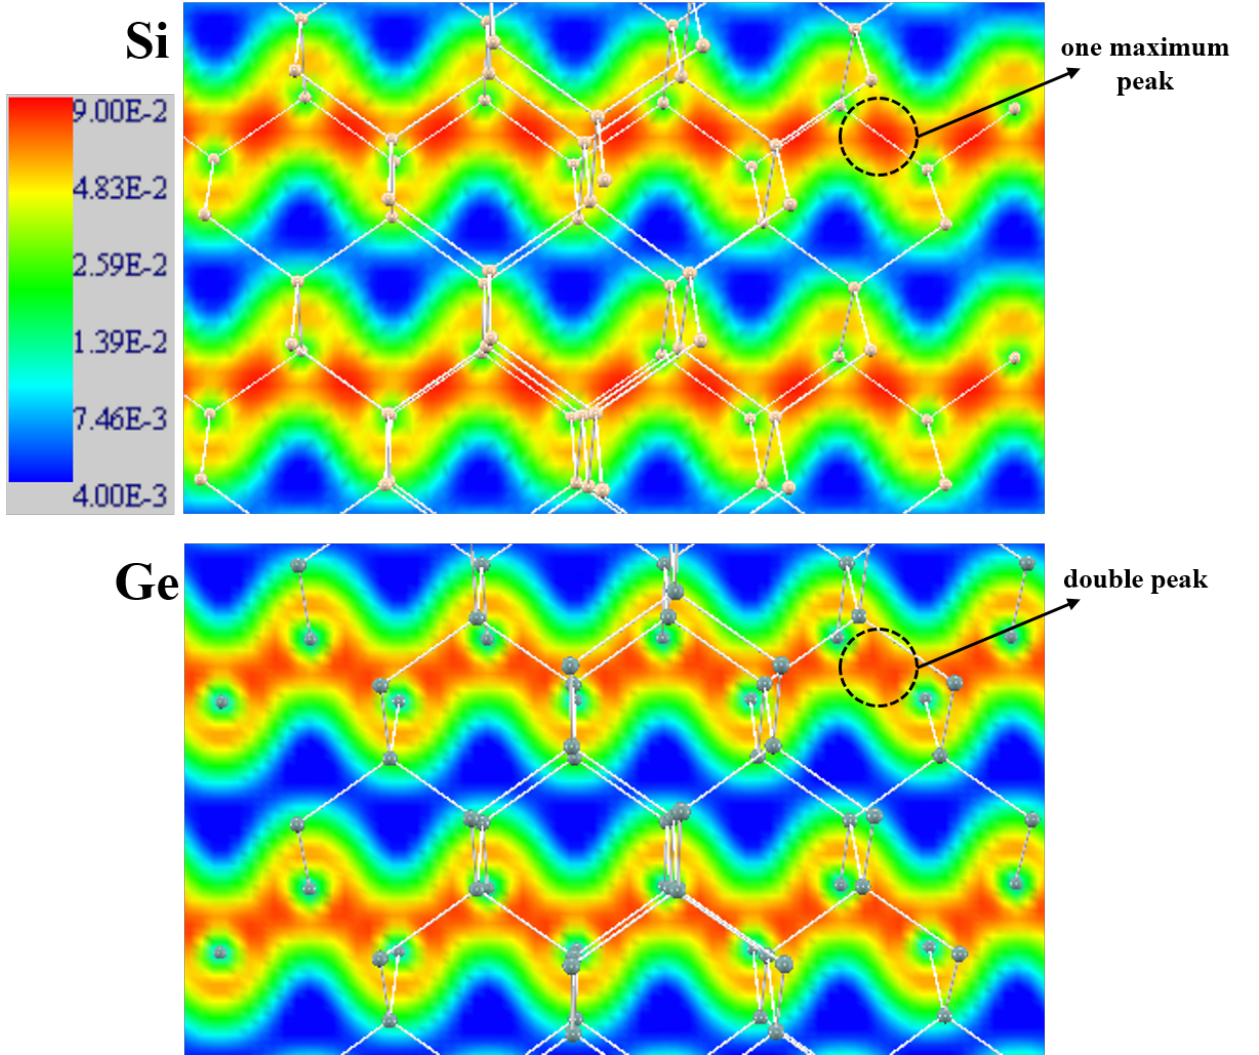 Si
one maximum
peak
9.00E-2
4.83E-2
2.59E-2
1.39E-2
7.46E-3
4.00E-3
Ge
double peak